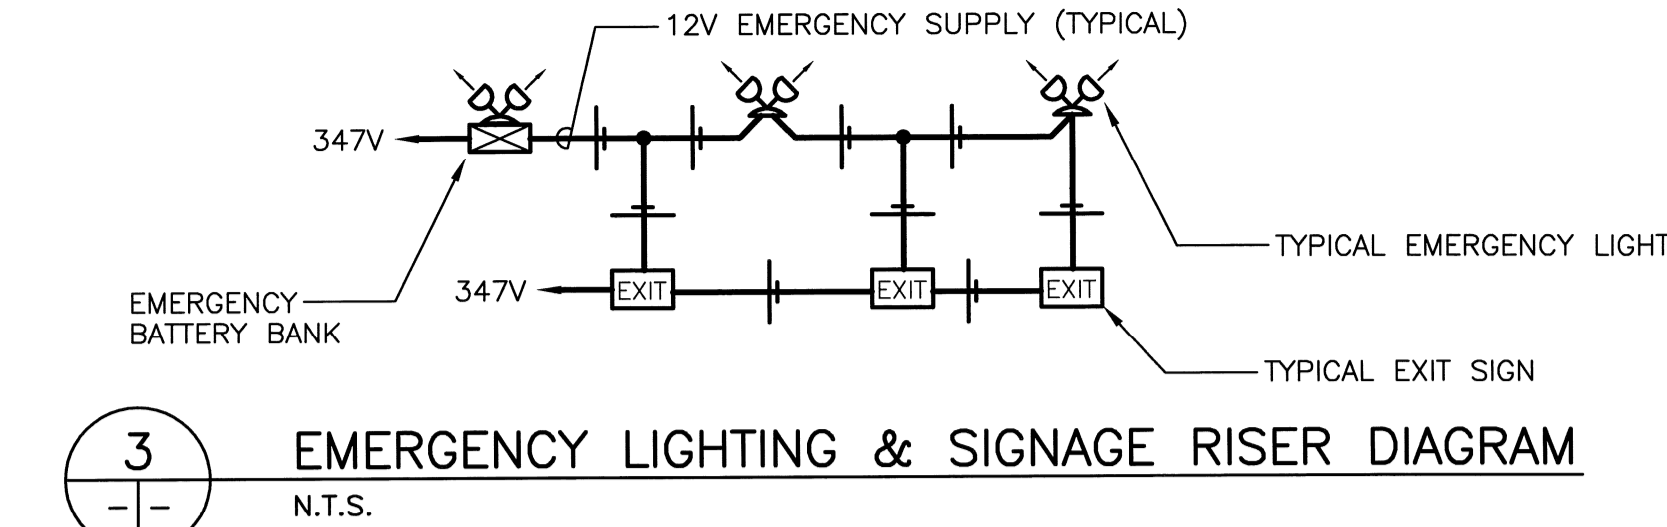 12V EMERGENCY SUPPLY (TYPICAL)
347V
TYPICAL EMERGENCY LIGHT
347V
EXIT
EXIT
EXIT
EMERGENCY
BATTERY BANK
TYPICAL EXIT SIGN
3
EMERGENCY LIGHTING & SIGNAGE RISER DIAGRAM
- -
N.T.S.